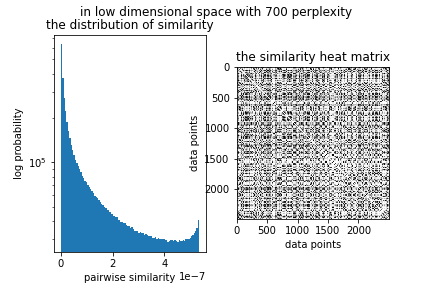 in low dimensional space with 700 perplexity
the distribution of similarity
log probability
10⁵
0
2
4
pairwise similarity 1e-7
the similarity heat matrix
data points
0
500
1000
1500
2000
0 500 1000 1500 2000
data points